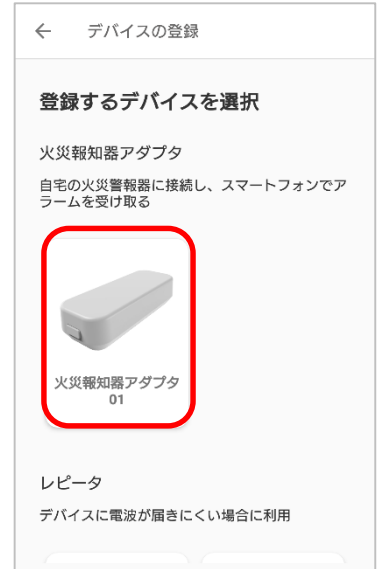 デバイスの登録
登録するデバイスを選択
火災報知器アダプタ
自宅の火災警報器に接続し、スマートフォンでア
ラームを受け取る
火災報知器アダプタ
01
レピータ
デバイスに電波が届きにくい場合に利用